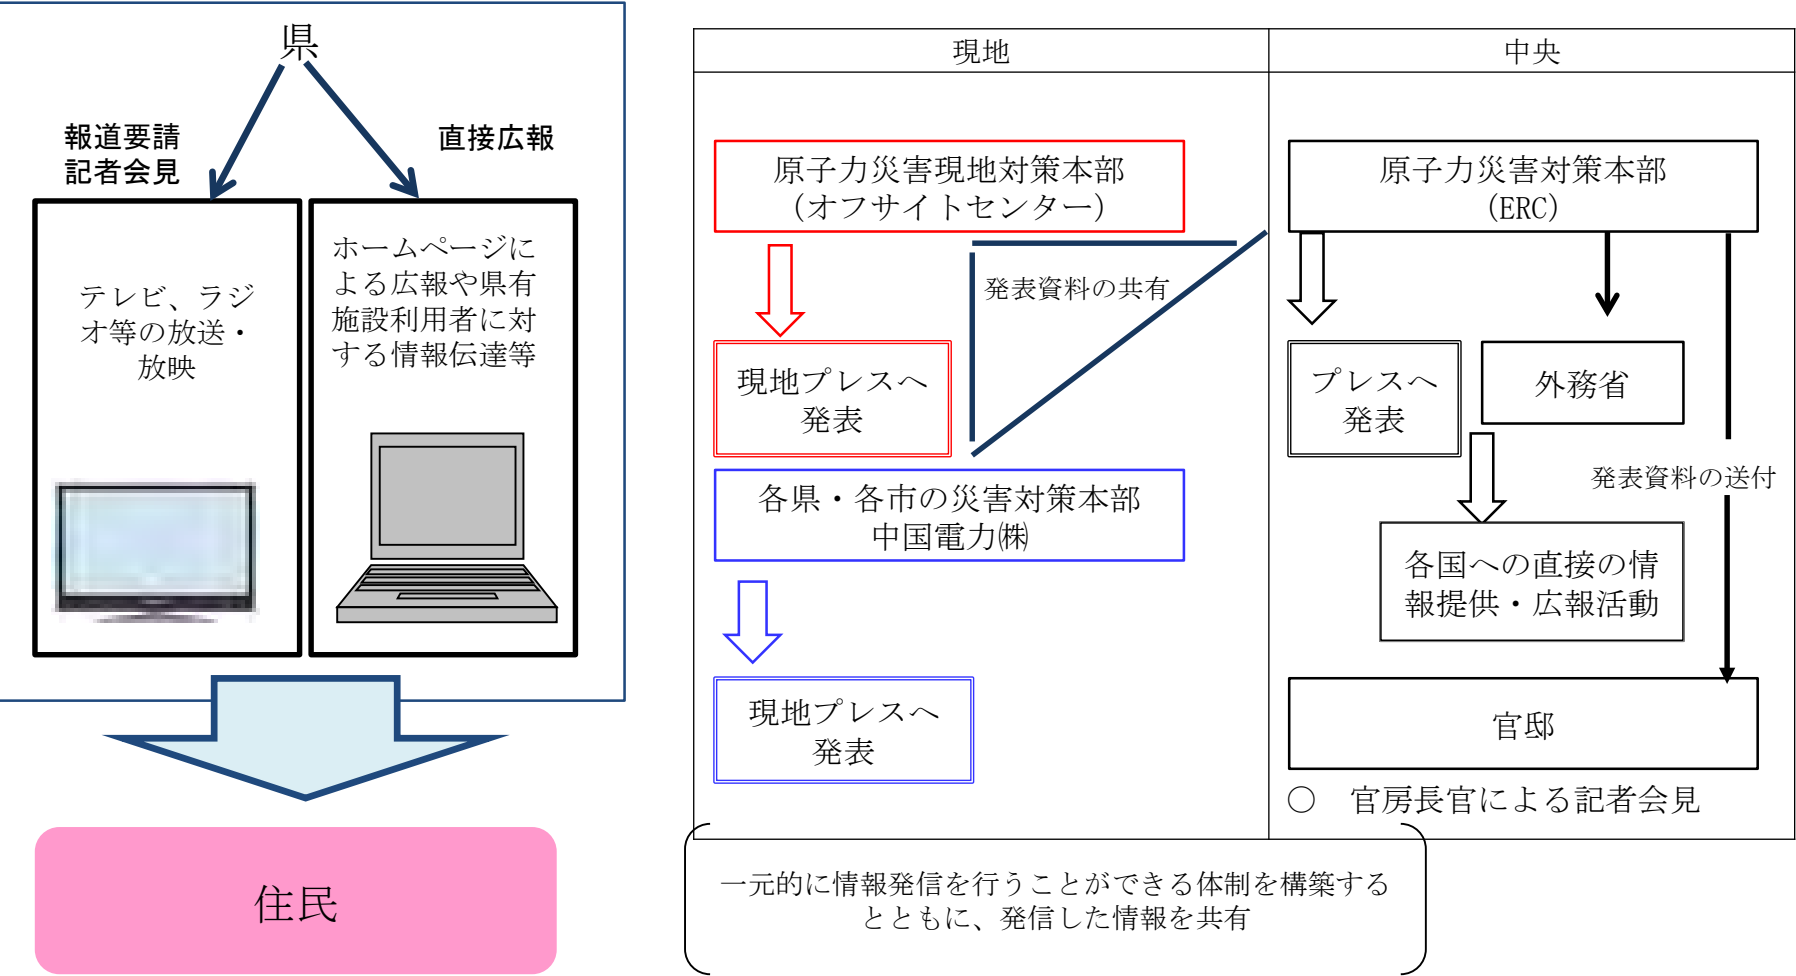 県
報道要請
記者会見
直接広報
テレビ、ラジ
オ等の放送・
放映
ホームページに
よる広報や県有
施設利用者に対
する情報伝達等
住民
現地
中央
原子力災害現地対策本部
（オフサイトセンター）
発表資料の共有
現地プレスへ
発表
各県・各市の災害対策本部
中国電力㈱
現地プレスへ
発表
原子力災害対策本部
（ERC）
プレスへ
発表
外務省
発表資料の送付
各国への直接の情
報提供・広報活動
官邸
○　官房長官による記者会見
一元的に情報発信を行うことができる体制を構築する
とともに、発信した情報を共有